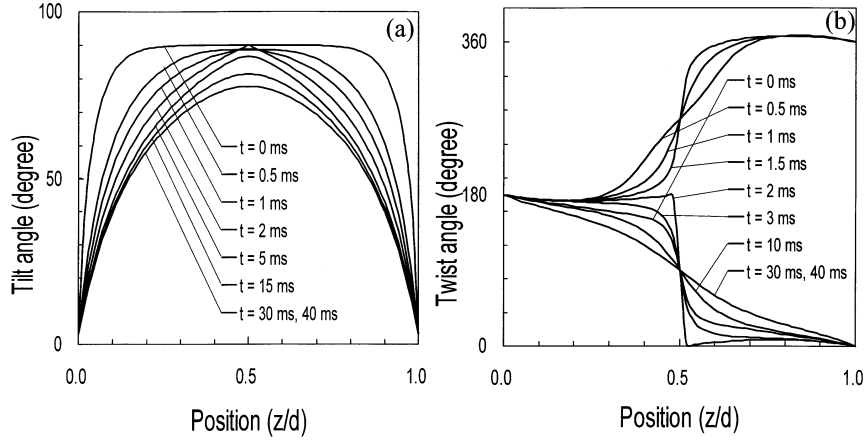 (a)
100
50
0
Tilt angle (degree)
t = 0 ms
t = 0.5 ms
t = 1 ms
t = 2 ms
t = 5 ms
t = 15 ms
t = 30 ms, 40 ms
0.0
0.5
1.0
Position (z/d)
(b)
360
180
0
Twist angle (degree)
t = 0 ms
t = 0.5 ms
t = 1 ms
t = 1.5 ms
t = 2 ms
t = 3 ms
t = 10 ms
t = 30 ms, 40 ms
0.0
0.5
1.0
Position (z/d)